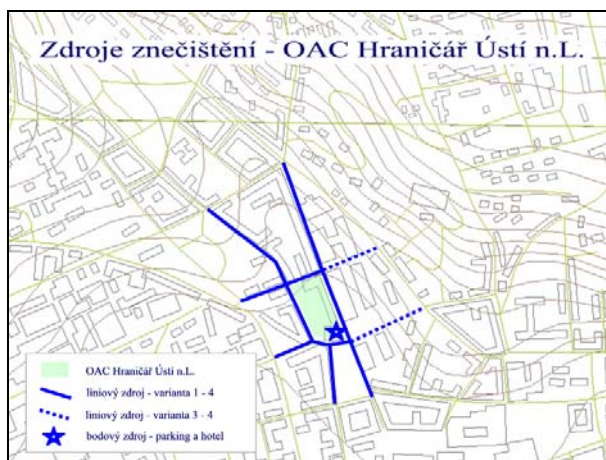 Zdroje znečištění - OAC Hraničář Ústí n.L.
OAC Hraničář Ústí n.L.
liniový zdroj - varianta 1 - 4
liniový zdroj - varianta 3 - 4
bodový zdroj - parking a hotel